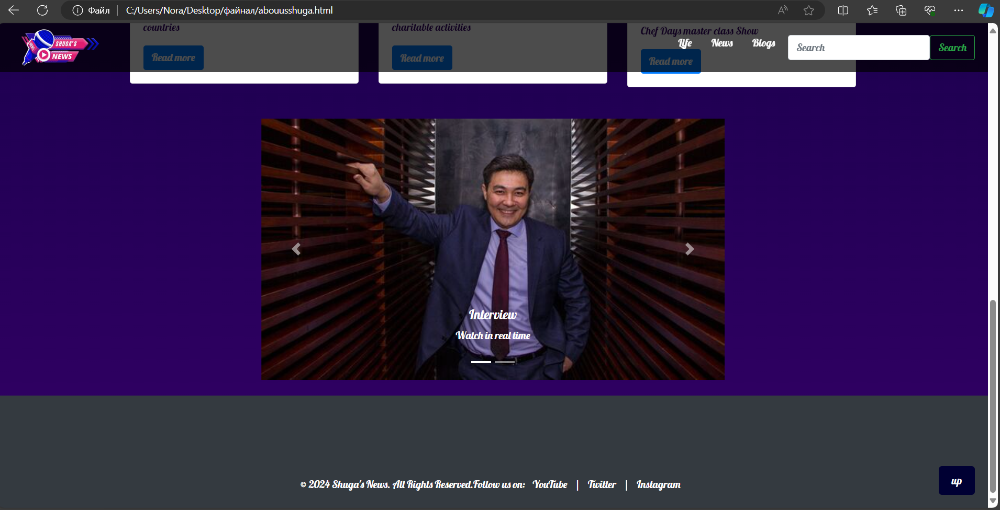 Файл
C:/Users/Nora/Desktop/файнал/abouusshuga.html
SHUGA'S
NEWS
NEWS
Life
News
Blogs
Search
Search
countries
Read more
charitable activities
Read more
Chef Days master class Show
Read more
Interview
Watch in real time
© 2024 Shuga's News. All Rights Reserved.Follow us on: YouTube | Twitter | Instagram
up